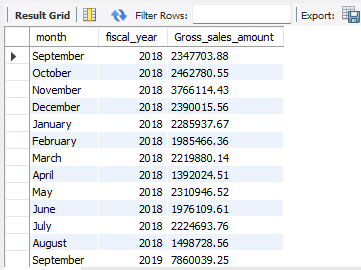 Result Grid Filter Rows: Export:
month fiscal_year Gross_sales_amount
September 2018 2347703.88
October 2018 2462780.55
November 2018 3766114.43
December 2018 2390015.56
January 2018 2285937.67
February 2018 1985466.36
March 2018 2219880.14
April 2018 1392024.51
May 2018 2310946.52
June 2018 1976109.61
July 2018 2224693.76
August 2018 1498728.56
September 2019 7860039.25